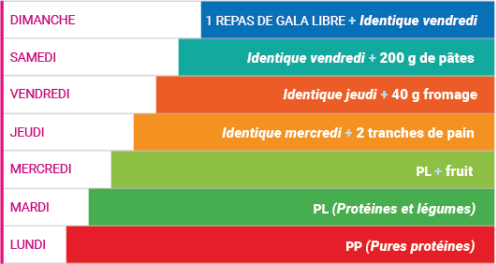 DIMANCHE 1 REPAS DE GALA LIBRE + Identique vendredi
SAMEDI Identique vendredi + 200 g de pâtes
VENDREDI Identique jeudi + 40 g fromage
JEUDI Identique mercredi + 2 tranches de pain
MERCREDI PL + fruit
MARDI PL (Protéines et légumes)
LUNDI PP (Pures protéines)